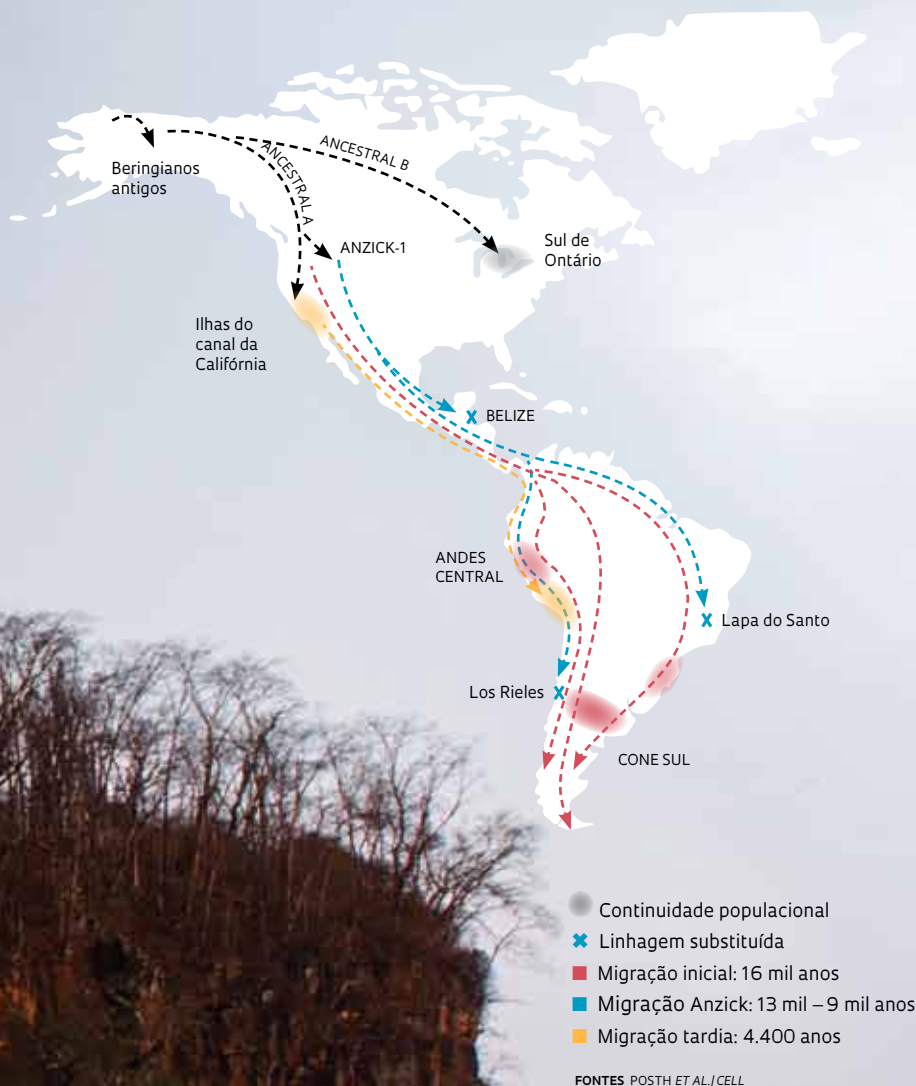 Beringianos
antigos
ANCESTRAL A
ANCESTRAL B
ANZICK-1
Sul de
Ontário
Ilhas do
canal da
Califórnia
BELIZE
ANDES
CENTRAL
Lapa do Santo
Los Rieles
CONE SUL
Continuidade populacional
Linhagem substituída
Migração inicial: 16 mil anos
Migração Anzick: 13 mil – 9 mil anos
Migração tardia: 4.400 anos
FONTES POSTH ET AL./CELL